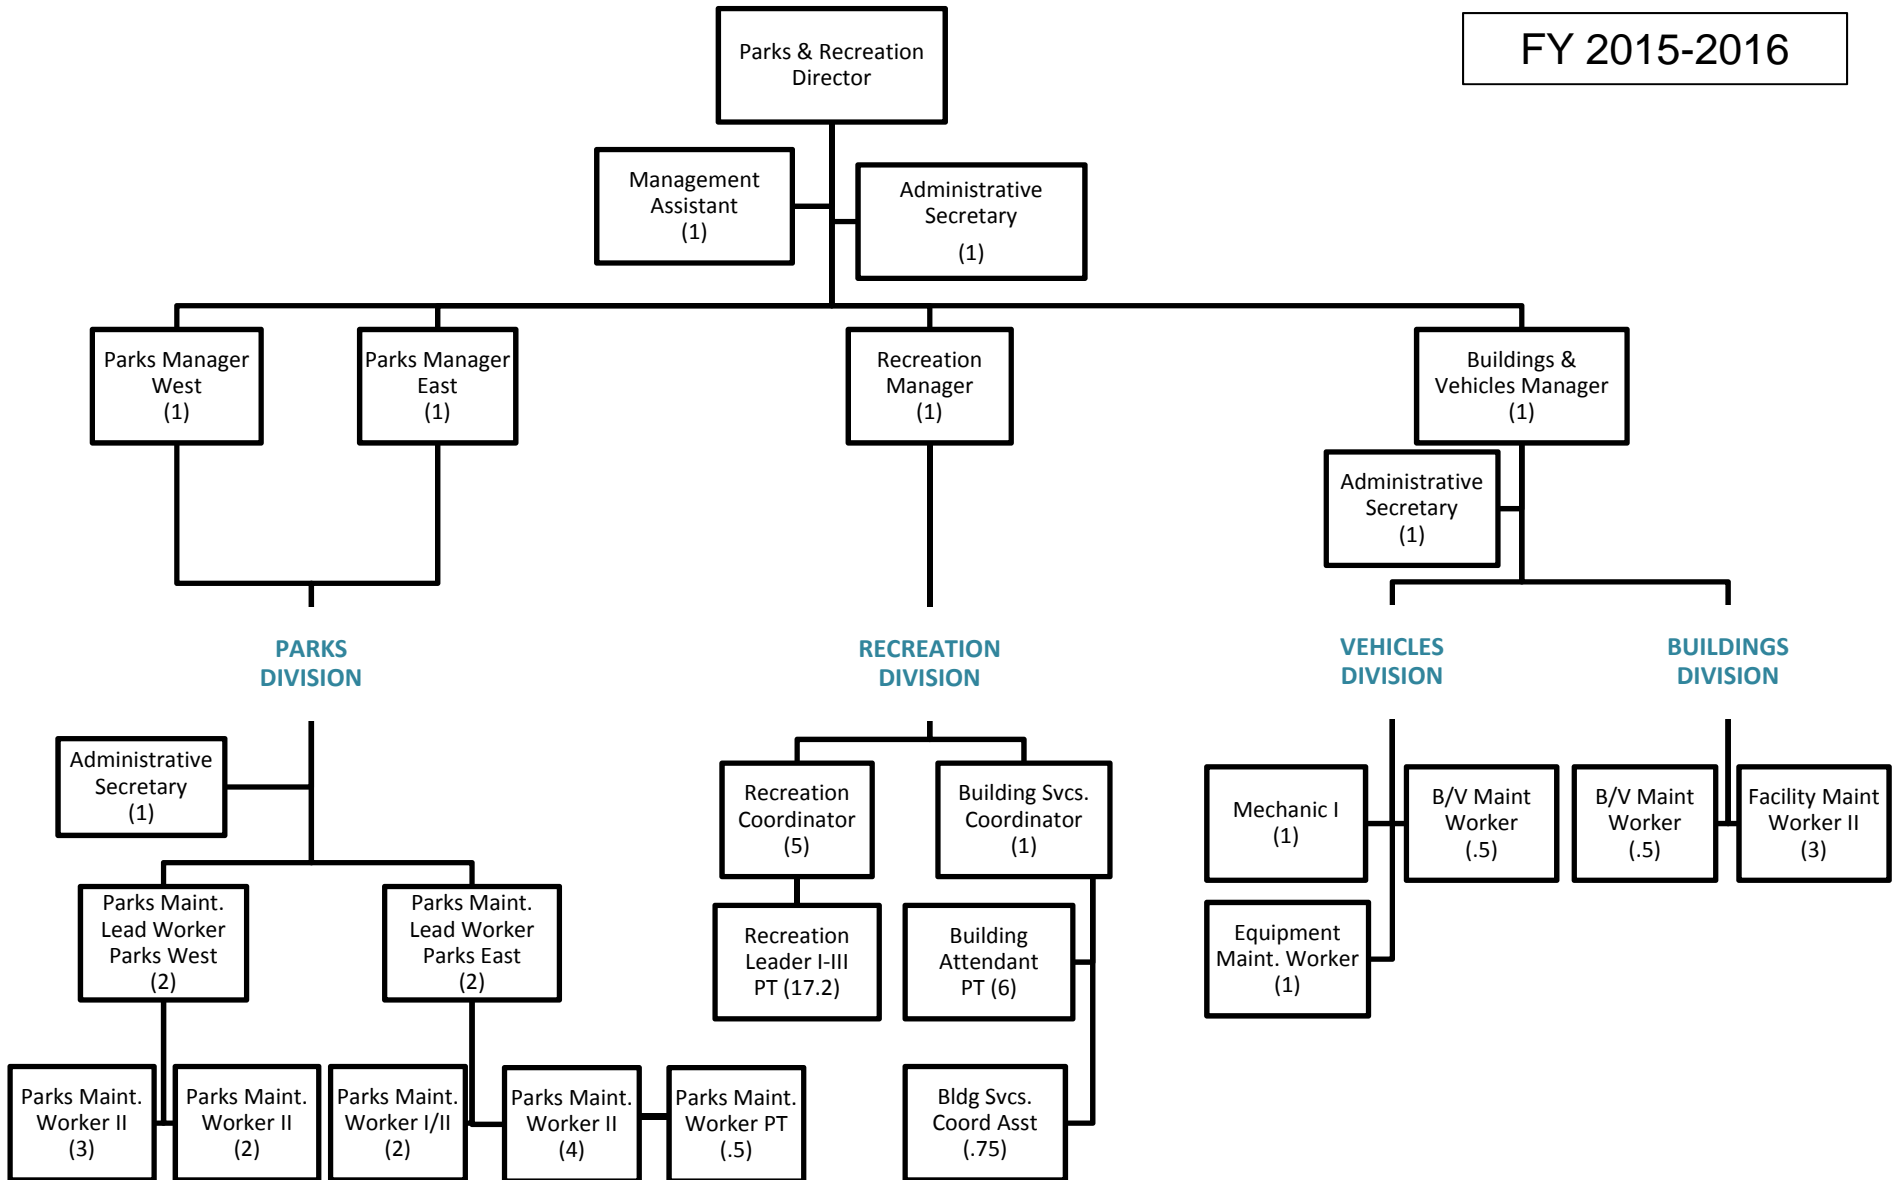 FY 2015-2016
Parks & Recreation
Director
Management
Assistant
(1)
Administrative
Secretary
(1)
Parks Manager
West
(1)
Parks Manager
East
(1)
Recreation
Manager
(1)
Buildings &
Vehicles Manager
(1)
Administrative
Secretary
(1)
PARKS
DIVISION
RECREATION
DIVISION
VEHICLES
DIVISION
BUILDINGS
DIVISION
Administrative
Secretary
(1)
Recreation
Coordinator
(5)
Building Svcs.
Coordinator
(1)
Mechanic I
(1)
B/V Maint
Worker
(.5)
B/V Maint
Worker
(.5)
Facility Maint
Worker II
(3)
Parks Maint.
Lead Worker
Parks West
(2)
Parks Maint.
Lead Worker
Parks East
(2)
Recreation
Leader I-III
PT (17.2)
Building
Attendant
PT (6)
Equipment
Maint. Worker
(1)
Parks Maint.
Worker II
(3)
Parks Maint.
Worker II
(2)
Parks Maint.
Worker I/II
(2)
Parks Maint.
Worker II
(4)
Parks Maint.
Worker PT
(.5)
Bldg Svcs.
Coord Asst
(.75)